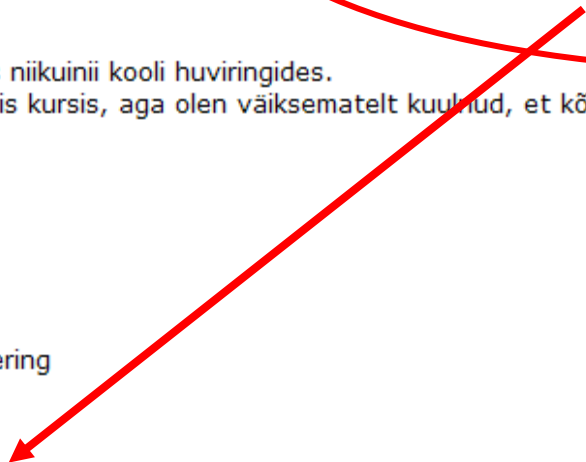 niikuinii kooli huviringides.
is kursis, aga olen väiksematelt kuulnud, et kõ
ering